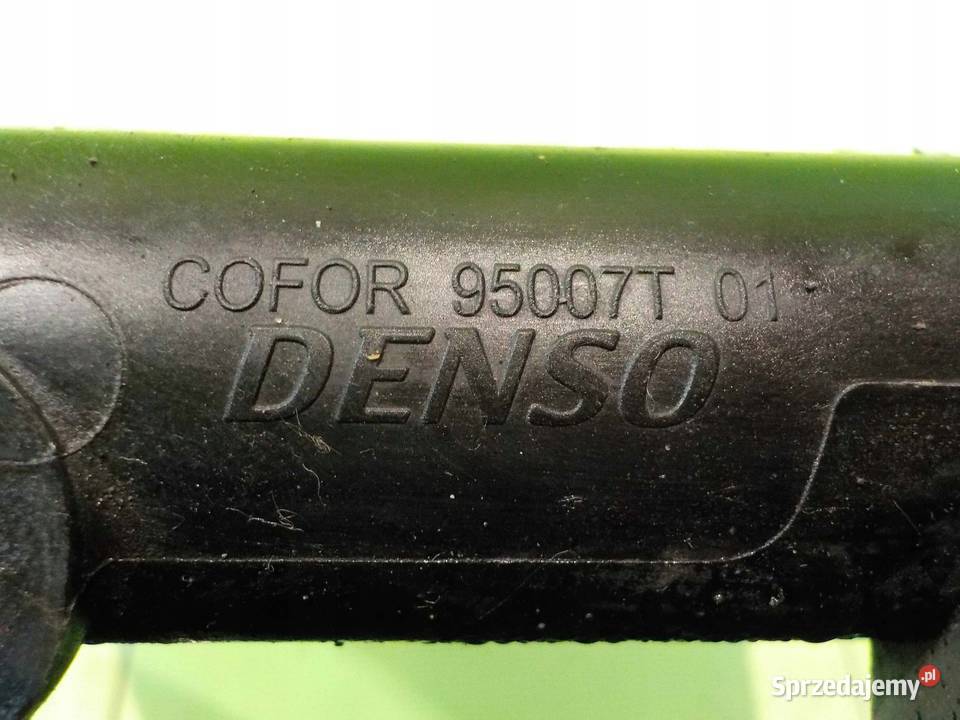 COFOR 95007T 01
DENSO
Sprzedajemy.pl